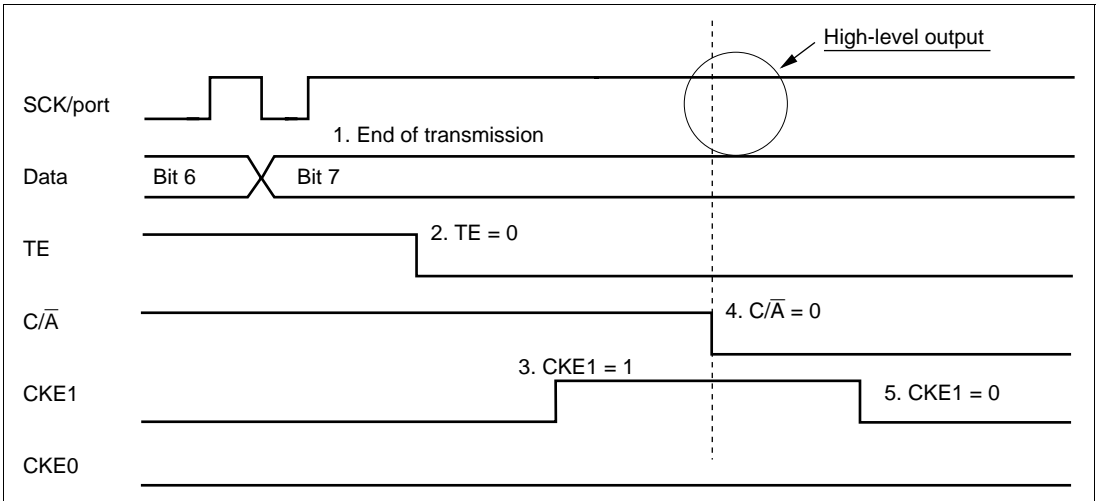 High-level output
SCK/port
1. End of transmission
Data
Bit 6
Bit 7
TE
2. TE = 0
C/A̅
4. C/A̅ = 0
3. CKE1 = 1
CKE1
5. CKE1 = 0
CKE0